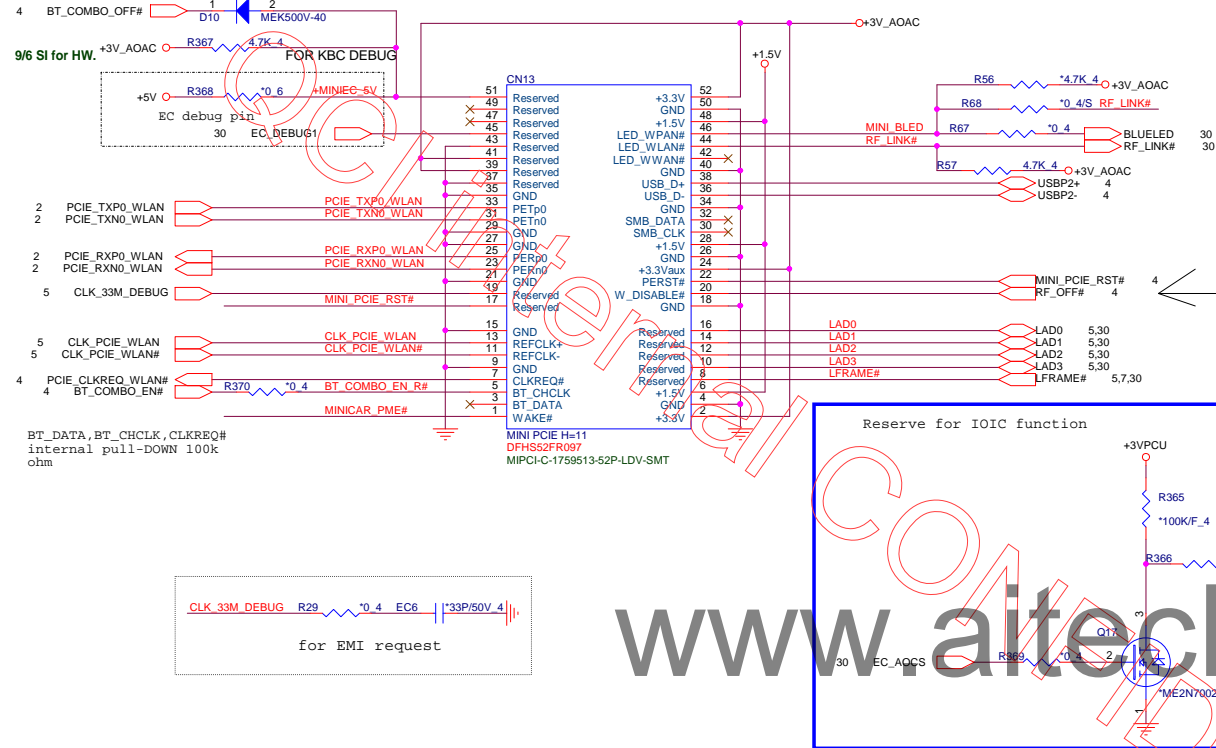 4 BT_COMBO_OFF# 1 2
D10 MEK500V-40
+3V_AOAC
+1.5V
9/6 SI for HW. +3V_AOAC R367 4.7K_4
FOR KBC DEBUG
+5V R368 *0_6 +MINIEC_5V
EC debug pin
30 EC_DEBUG1
CN13
51 Reserved +3.3V 52
49 Reserved GND 50
47 Reserved +1.5V 48
45 Reserved LED_WPAN# 46
43 Reserved LED_WLAN# 44
41 Reserved LED_WWAN# 42
39 Reserved GND 40
37 Reserved USB_D+ 38
35 GND USB_D- 36
33 PETp0 GND 34
31 PETn0 SMB_DATA 32
29 GND SMB_CLK 30
27 GND +1.5V 28
25 PERp0 GND 26
23 PERn0 +3.3Vaux 24
21 GND PERST# 22
19 Reserved W_DISABLE# 20
17 Reserved GND 18
15 GND Reserved 16
13 REFCLK+ Reserved 14
11 REFCLK- Reserved 12
9 GND Reserved 10
7 CLKREQ# Reserved 8
5 BT_CHCLK +1.5V 6
3 BT_DATA GND 4
1 WAKE# +3.3V 2
MINI PCIE H=11
DFHS52FR097
MIPCI-C-1759513-52P-LDV-SMT
2 PCIE_TXP0_WLAN PCIE_TXP0_WLAN
2 PCIE_TXN0_WLAN PCIE_TXN0_WLAN
2 PCIE_RXP0_WLAN PCIE_RXP0_WLAN
2 PCIE_RXN0_WLAN PCIE_RXN0_WLAN
5 CLK_33M_DEBUG
MINI_PCIE_RST#
5 CLK_PCIE_WLAN CLK_PCIE_WLAN
5 CLK_PCIE_WLAN# CLK_PCIE_WLAN#
4 PCIE_CLKREQ_WLAN#
4 BT_COMBO_EN# R370 *0_4 BT_COMBO_EN_R#
MINICAR_PME#
BT_DATA,BT_CHCLK,CLKREQ#
internal pull-DOWN 100k
ohm
R56 *4.7K_4 +3V_AOAC
R68 *0_4/S RF_LINK#
MINI_BLED R67 *0_4 BLUELED 30
RF_LINK# RF_LINK# 30
R57 4.7K_4 +3V_AOAC
USBP2+ 4
USBP2- 4
MINI_PCIE_RST# 4
RF_OFF# 4
LAD0 LAD0 5,30
LAD1 LAD1 5,30
LAD2 LAD2 5,30
LAD3 LAD3 5,30
LFRAME# LFRAME# 5,7,30
Reserve for IOIC function
+3VPCU
R365
*100K/F_4
R366
3
Q17
30 EC_AOCS R369 *0_4 2
*ME2N7002
1
CLK_33M_DEBUG R29 *0_4 EC6 *33P/50V_4
for EMI request
www.aitech